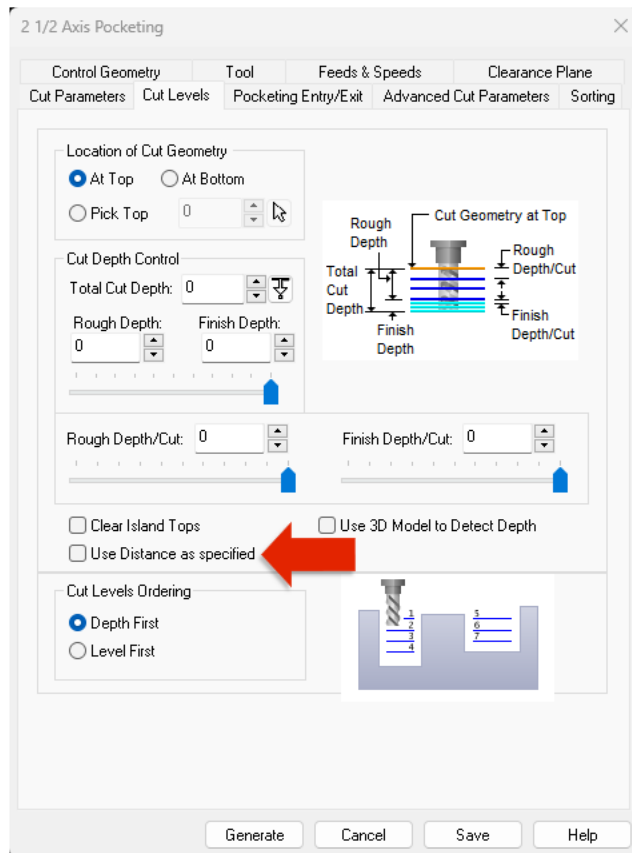 2 1/2 Axis Pocketing
Control Geometry Tool Feeds & Speeds Clearance Plane
Cut Parameters Cut Levels Pocketing Entry/Exit Advanced Cut Parameters Sorting
Location of Cut Geometry
At Top At Bottom
Pick Top 0
Cut Depth Control
Total Cut Depth: 0
Rough Depth: Finish Depth:
0 0
Rough
Depth
Cut Geometry at Top
Rough
Depth/Cut
Total
Cut
Depth
Finish
Depth/Cut
Finish
Depth
Rough Depth/Cut: 0 Finish Depth/Cut: 0
Clear Island Tops Use 3D Model to Detect Depth
Use Distance as specified
Cut Levels Ordering
Depth First
Level First
1 5
2 6
3 7
4
Generate Cancel Save Help